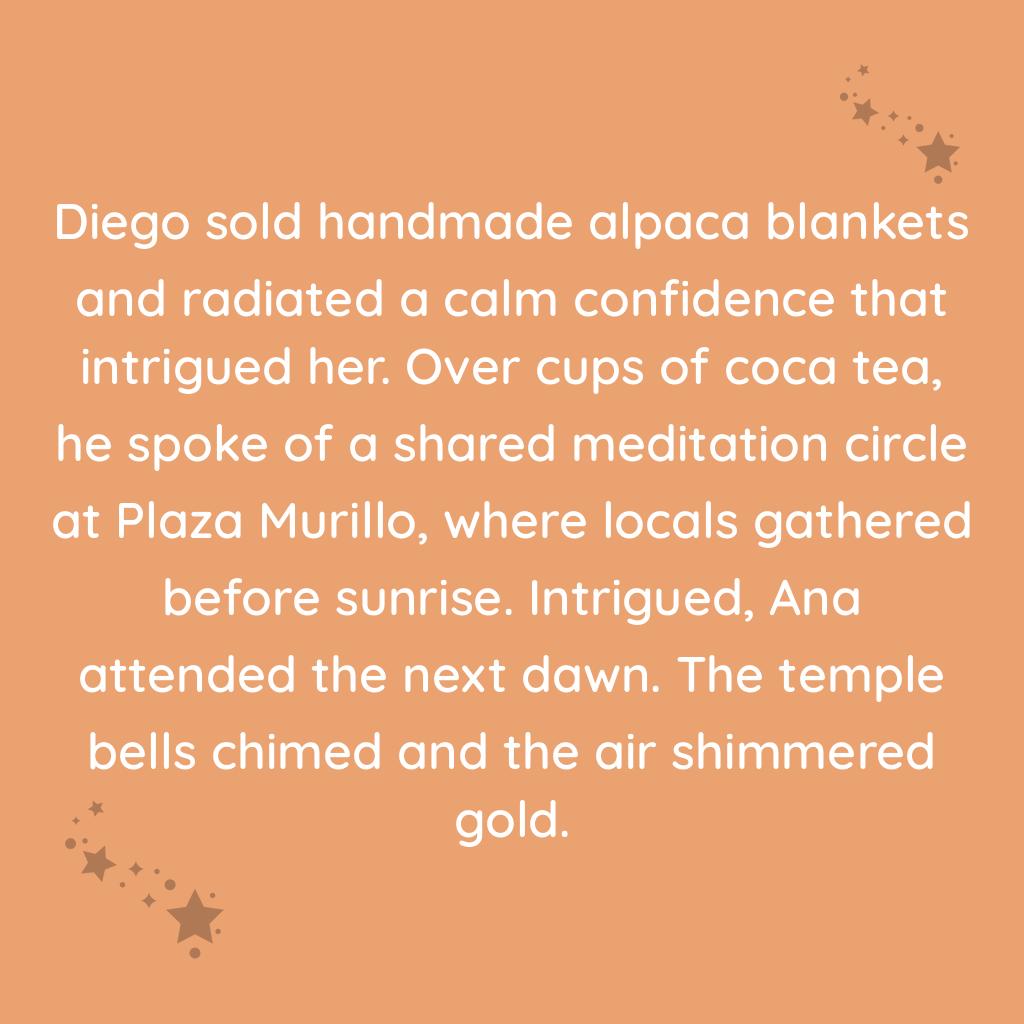 Diego sold handmade alpaca blankets
and radiated a calm confidence that
intrigued her. Over cups of coca tea,
he spoke of a shared meditation circle
at Plaza Murillo, where locals gathered
before sunrise. Intrigued, Ana
attended the next dawn. The temple
bells chimed and the air shimmered
gold.